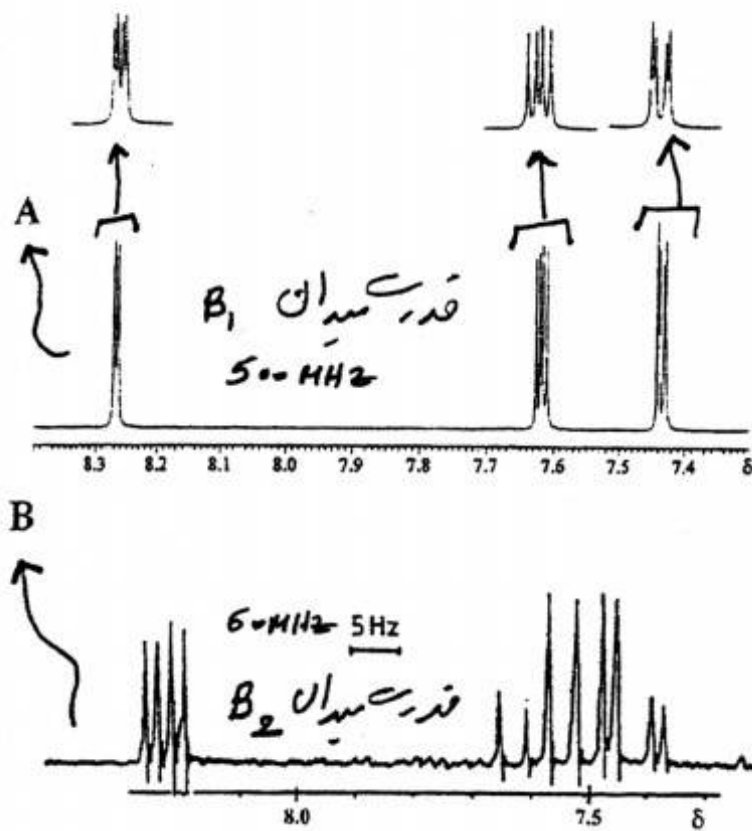 A
قدرت میدان B₁
500 MHz
8.3 8.2 8.1 8.0 7.9 7.8 7.7 7.6 7.5 7.4 δ
B
60 MHz 5 Hz
قدرت میدان B₂
8.0 7.5 δ